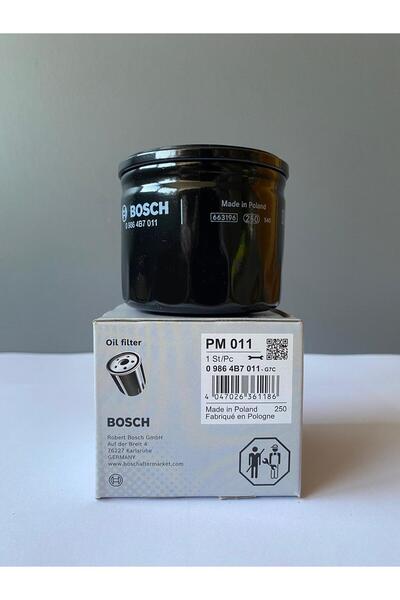 BOSCH
0 986 4B7 011
Made in Poland
663196 250 S40
Oil filter
PM 011
1 St/Pc
0 986 4B7 011 - G7C
4 047026 361186
Made in Poland 250
Fabriqué en Pologne
BOSCH
Robert Bosch GmbH
Auf der Breit 4
76227 Karlsruhe
GERMANY
www.boschaftermarket.com